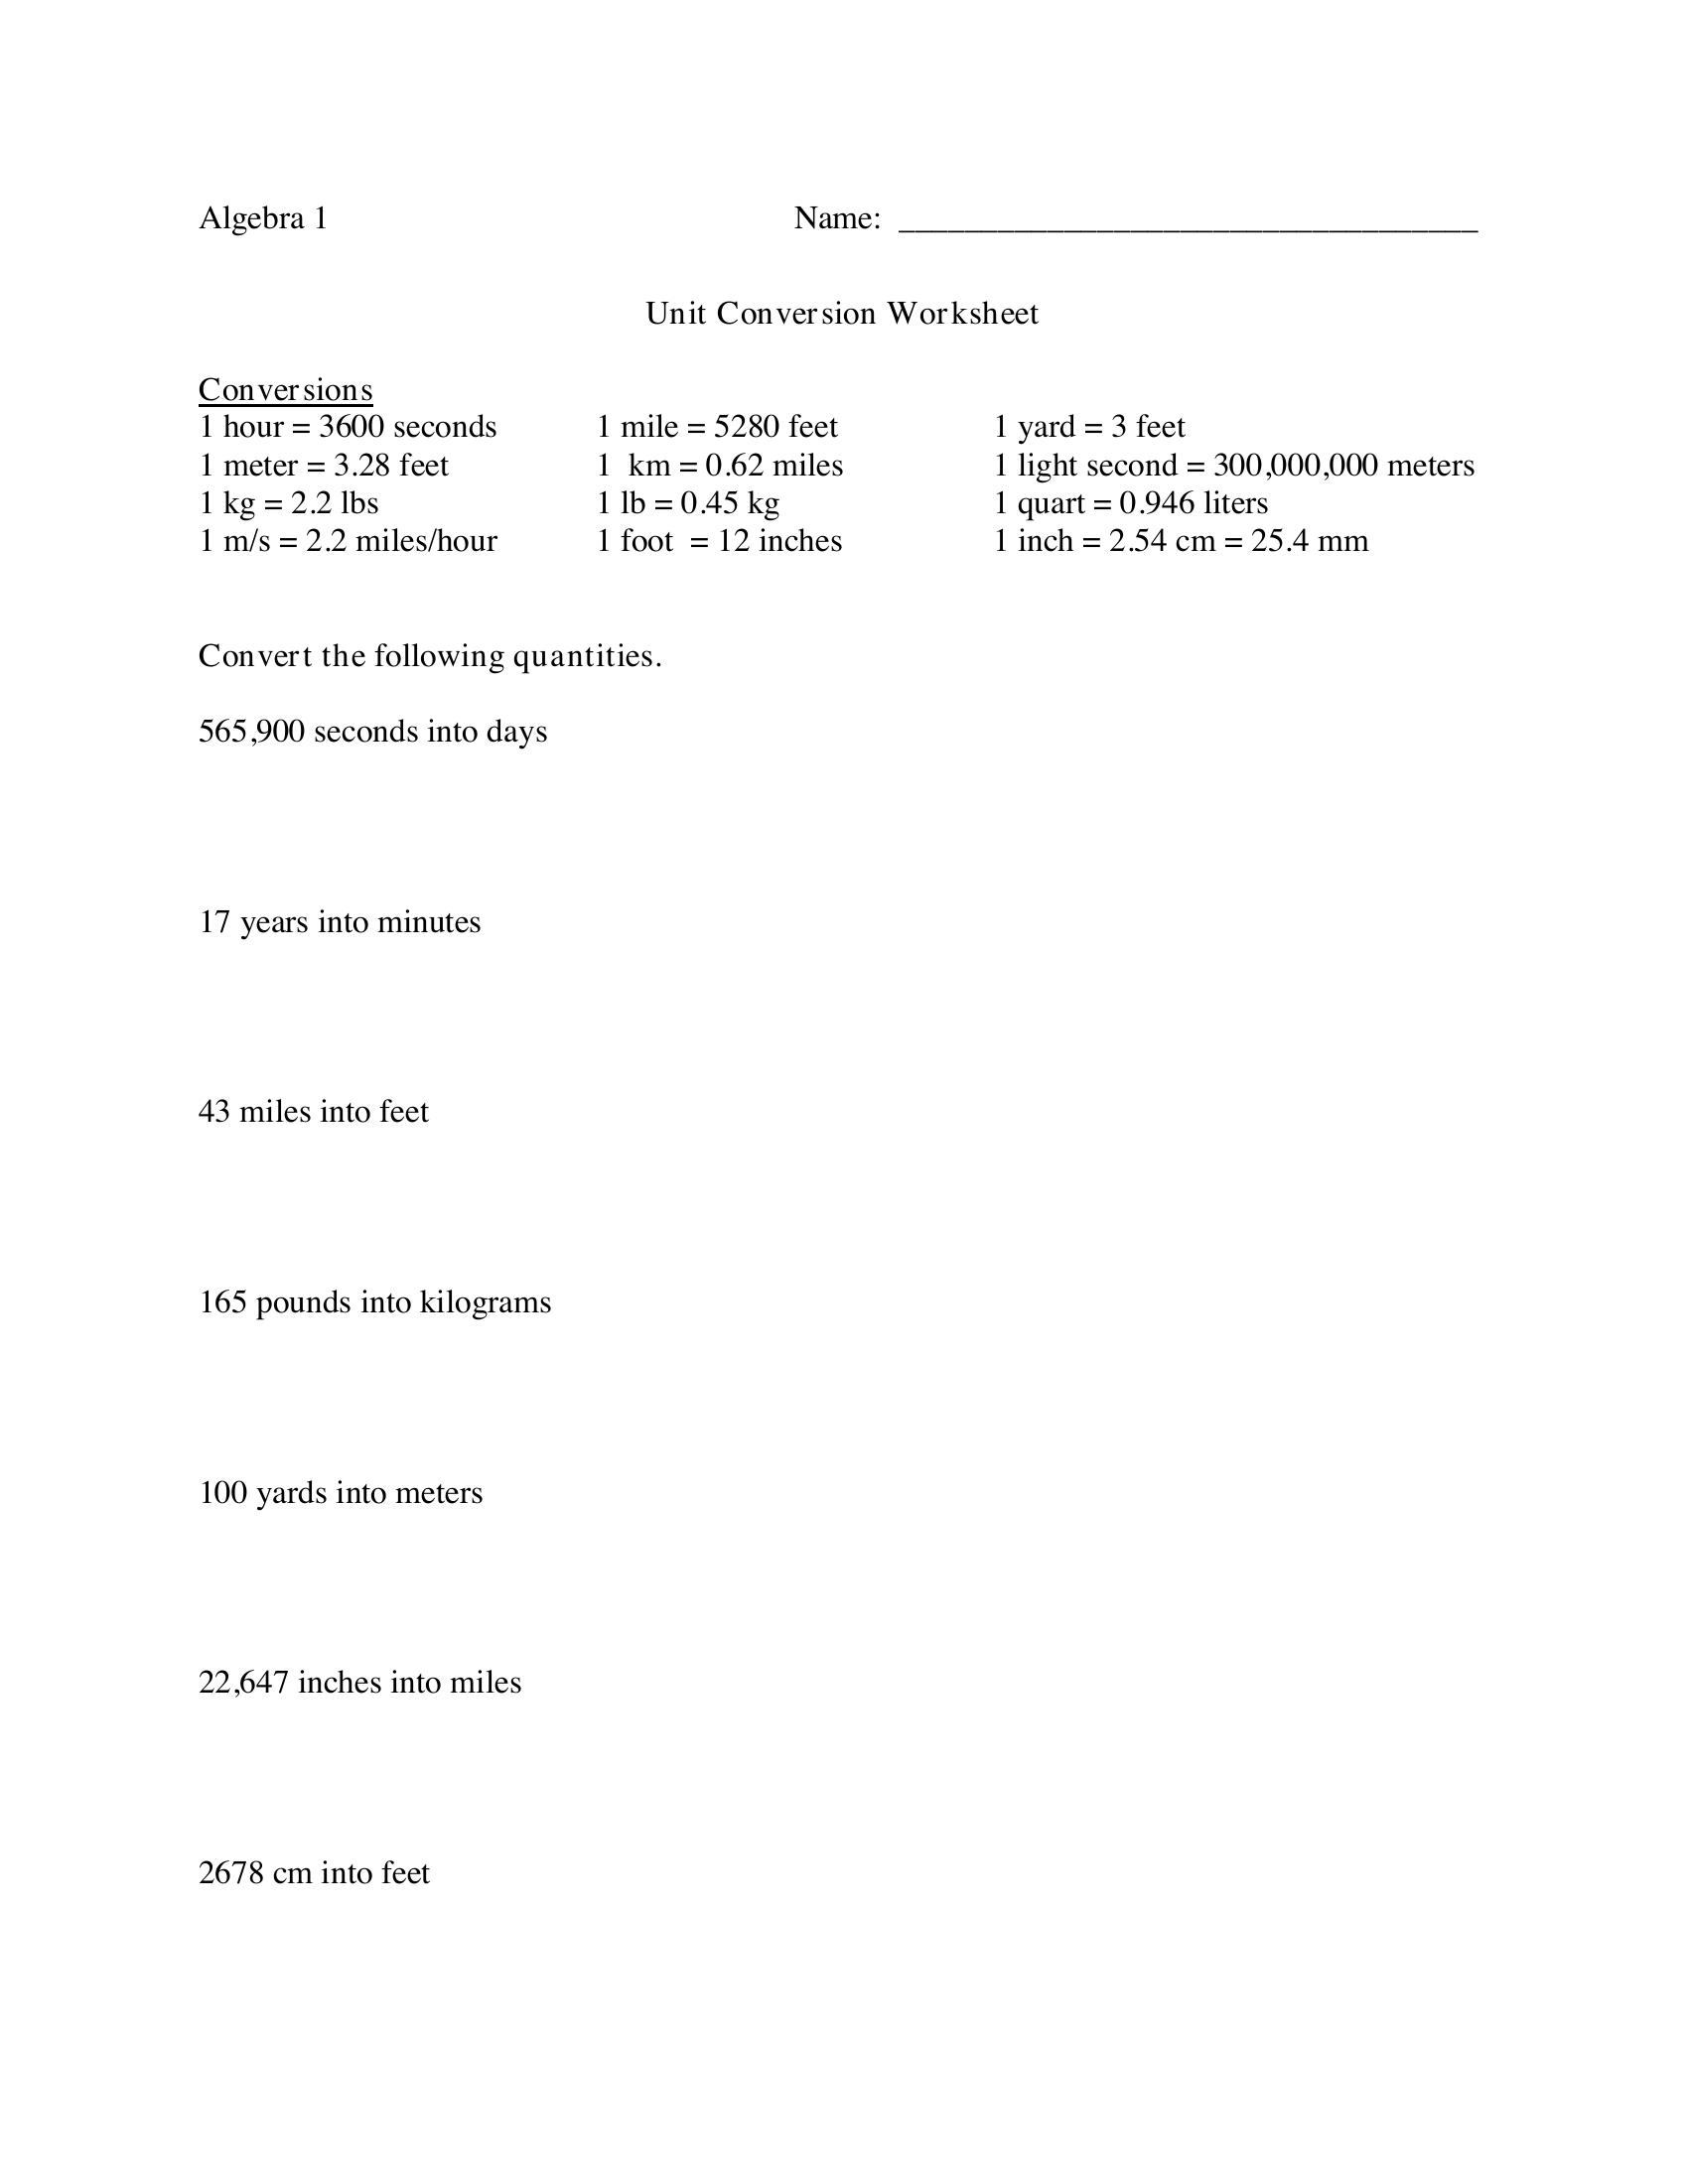 Algebra 1 Name: ___________________________________
Unit Conversion Worksheet
Conversions
1 hour = 3600 seconds 1 mile = 5280 feet 1 yard = 3 feet
1 meter = 3.28 feet 1  km = 0.62 miles 1 light second = 300,000,000 meters
1 kg = 2.2 lbs 1 lb = 0.45 kg 1 quart = 0.946 liters
1 m/s = 2.2 miles/hour 1 foot  = 12 inches 1 inch = 2.54 cm = 25.4 mm
Convert the following quantities.
565,900 seconds into days
17 years into minutes
43 miles into feet
165 pounds into kilograms
100 yards into meters
22,647 inches into miles
2678 cm into feet